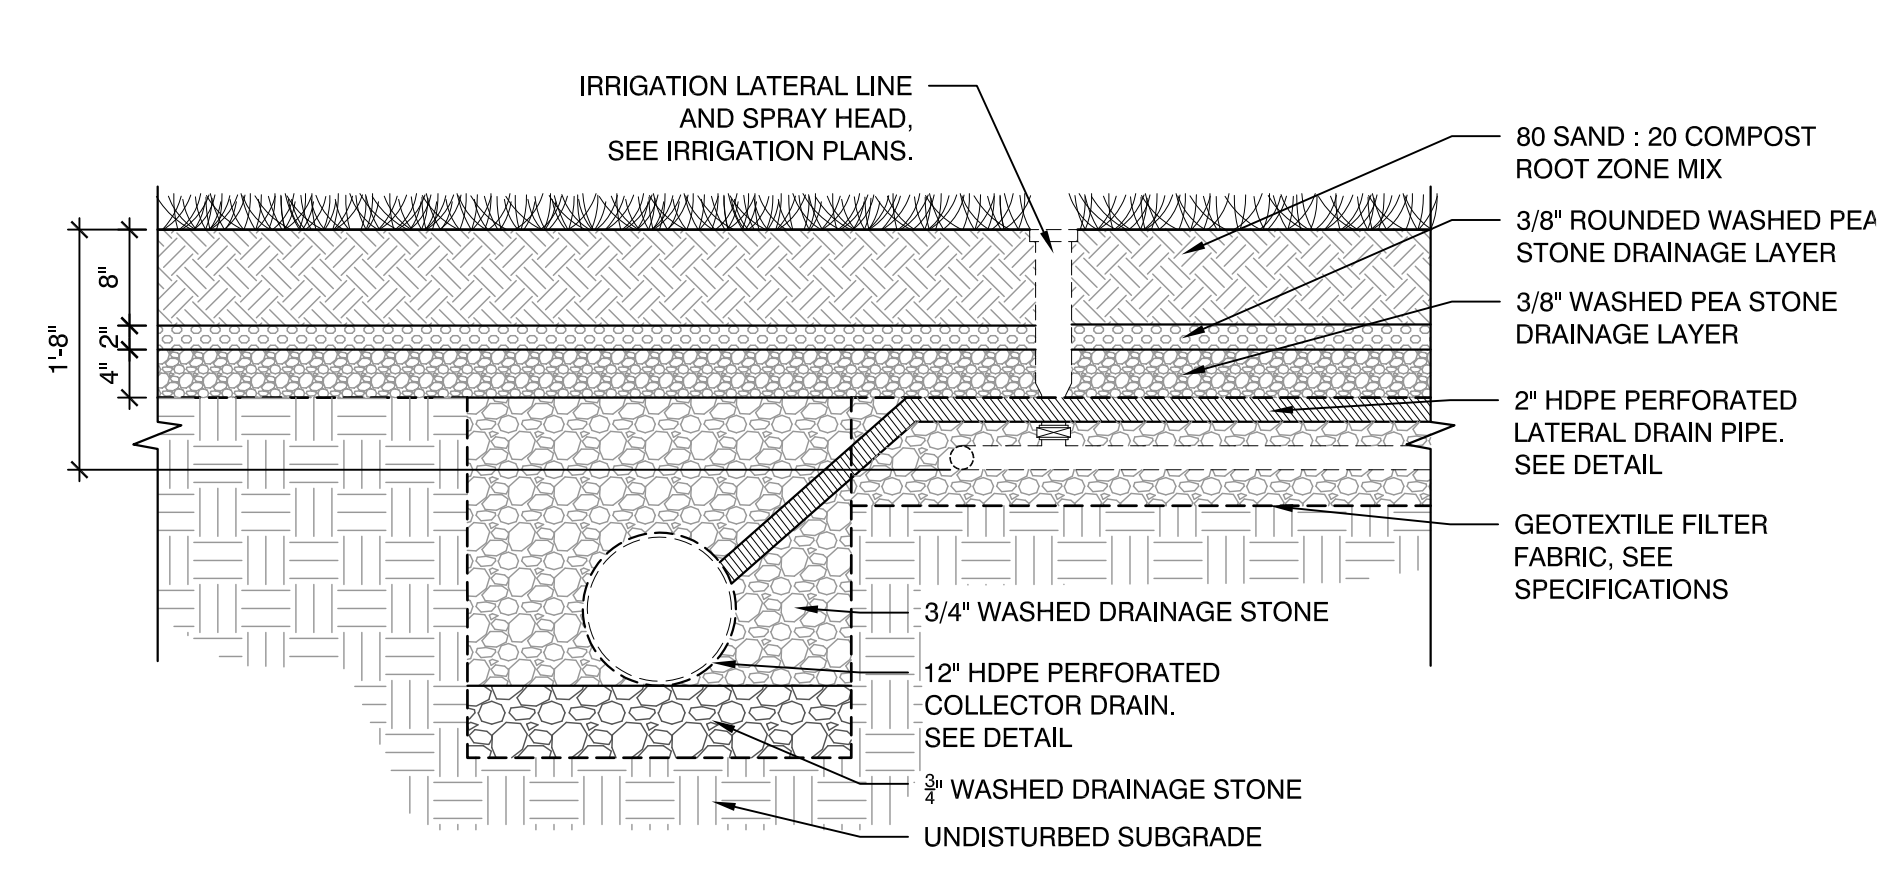 IRRIGATION LATERAL LINE
AND SPRAY HEAD,
SEE IRRIGATION PLANS.
80 SAND : 20 COMPOST
ROOT ZONE MIX
3/8" ROUNDED WASHED PEA
STONE DRAINAGE LAYER
3/8" WASHED PEA STONE
DRAINAGE LAYER
2" HDPE PERFORATED
LATERAL DRAIN PIPE.
SEE DETAIL
GEOTEXTILE FILTER
FABRIC, SEE
SPECIFICATIONS
8"
2"
4"
1'-8"
3/4" WASHED DRAINAGE STONE
12" HDPE PERFORATED
COLLECTOR DRAIN.
SEE DETAIL
3/4" WASHED DRAINAGE STONE
UNDISTURBED SUBGRADE